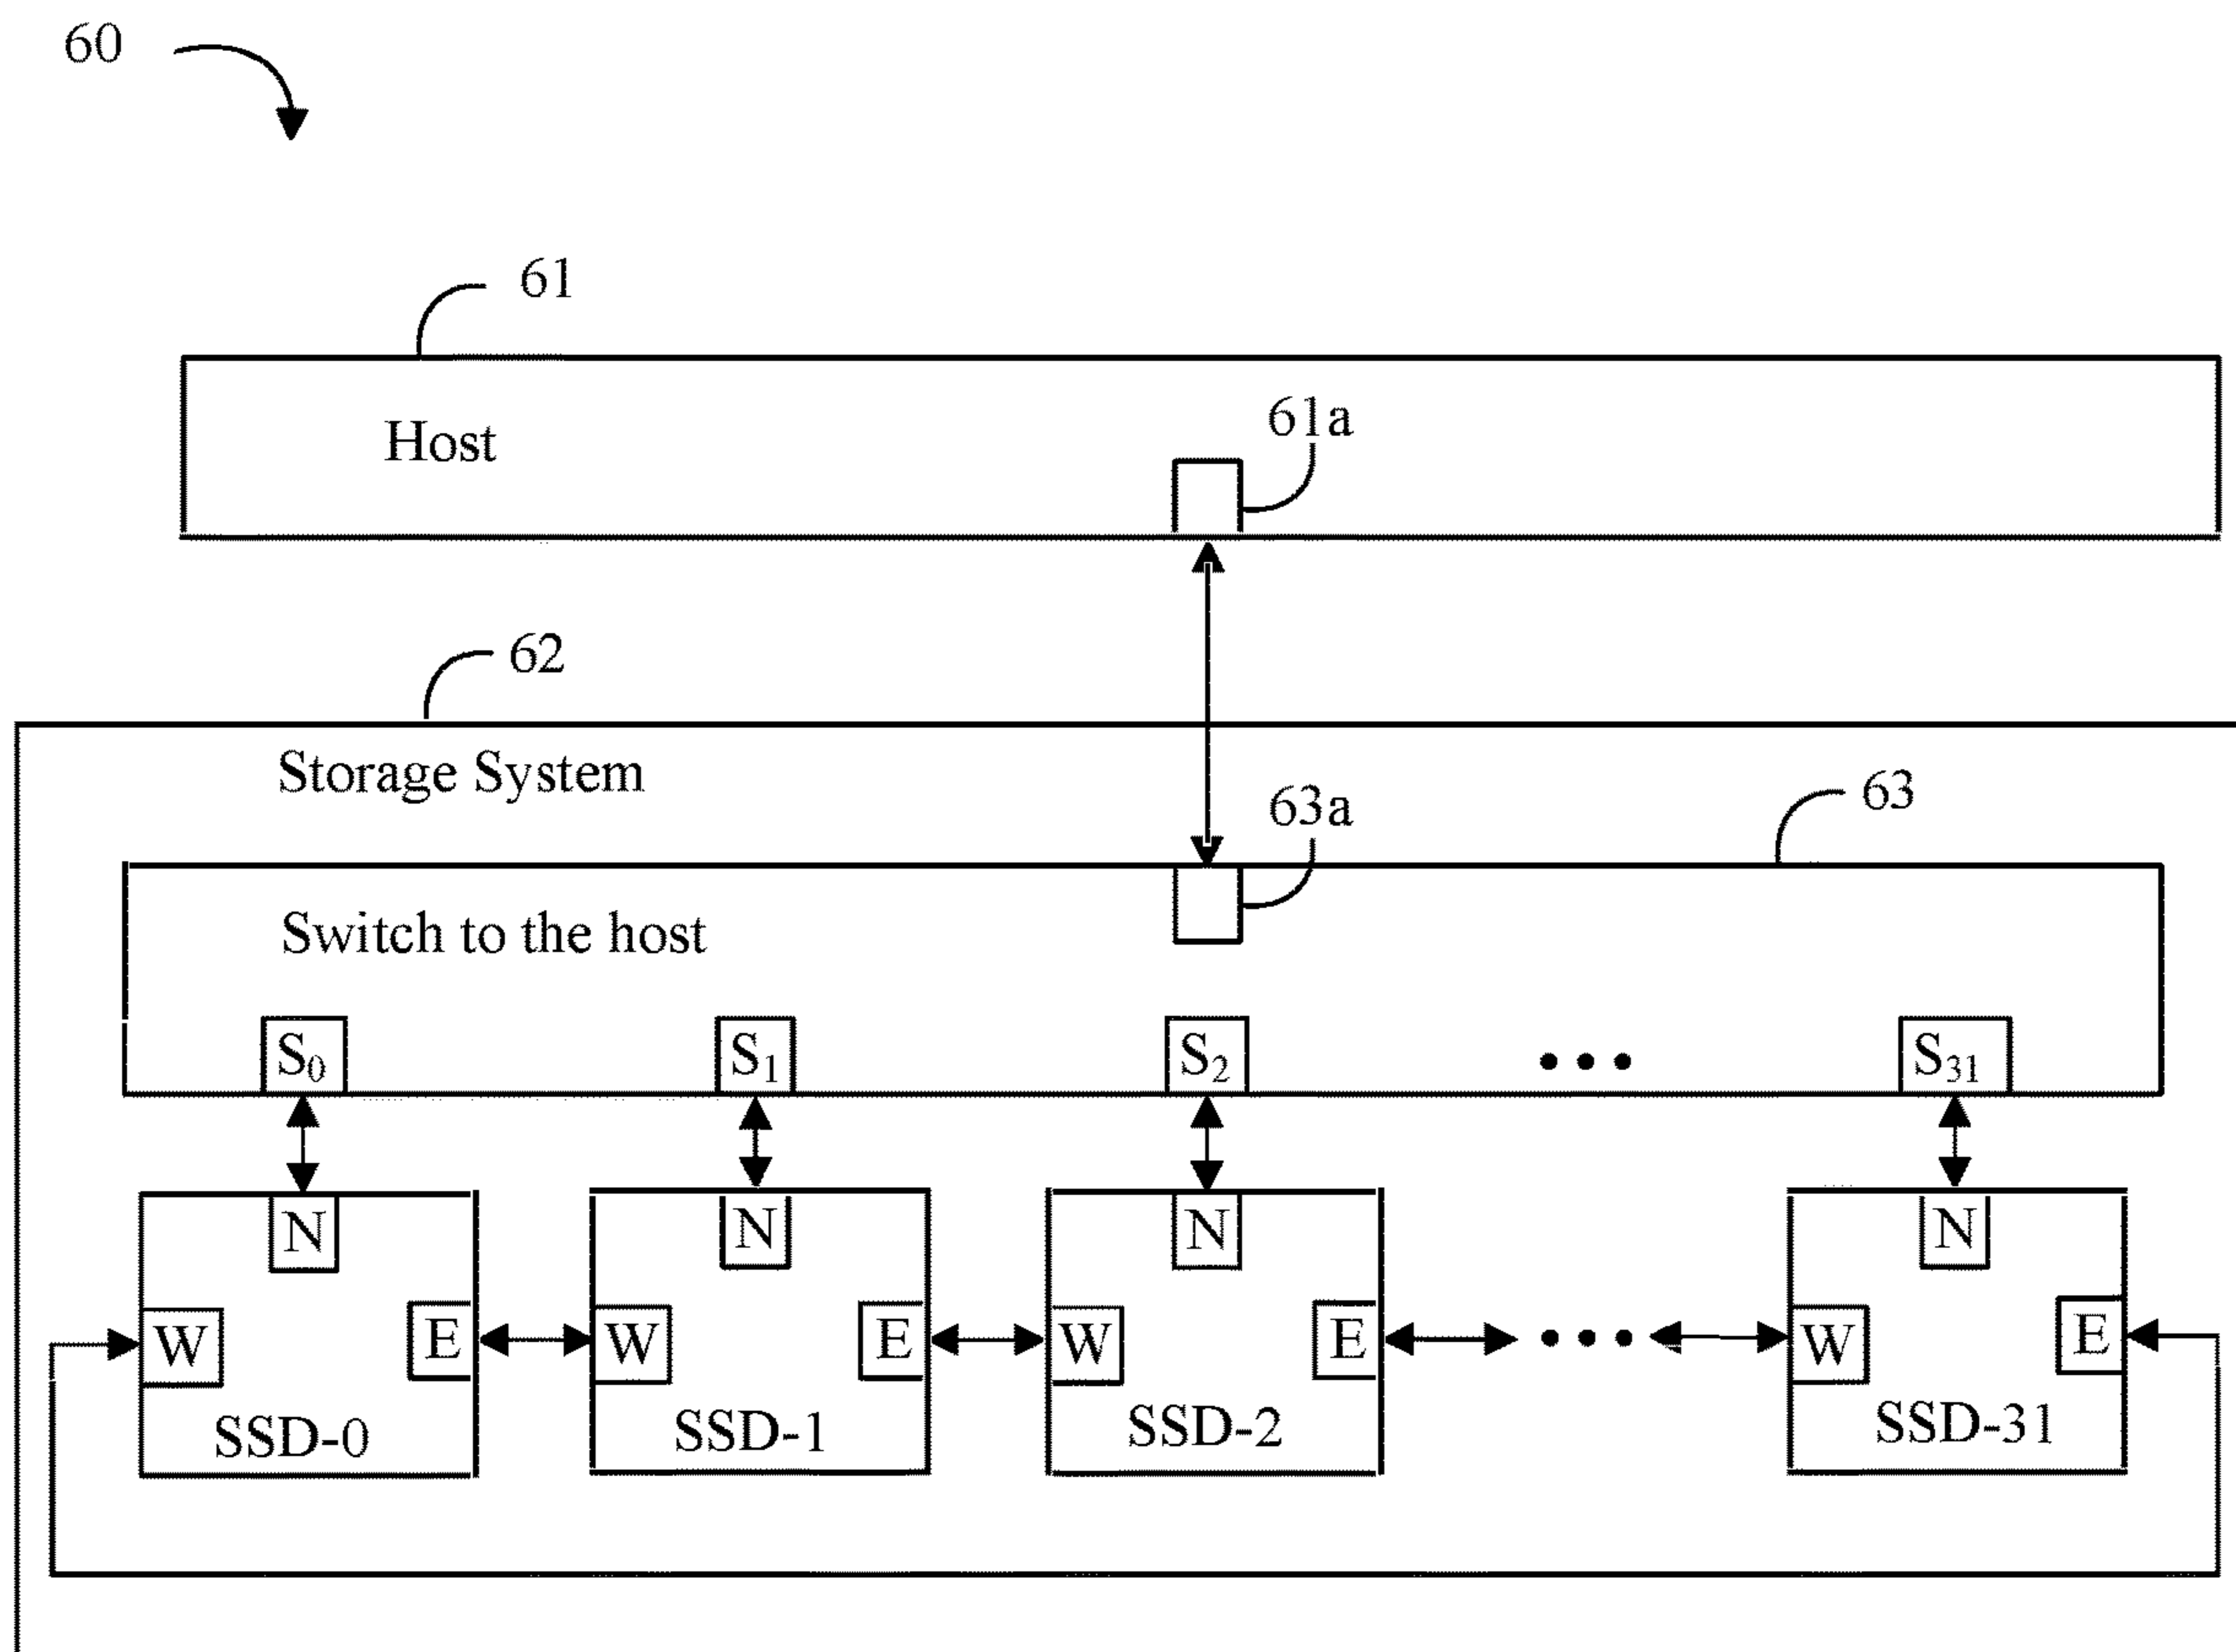 60
61
Host
61a
62
Storage System
63a
63
Switch to the host
S0 S1 S2 ••• S31
N N N N
W E W E W E ••• W E
SSD-0 SSD-1 SSD-2 SSD-31